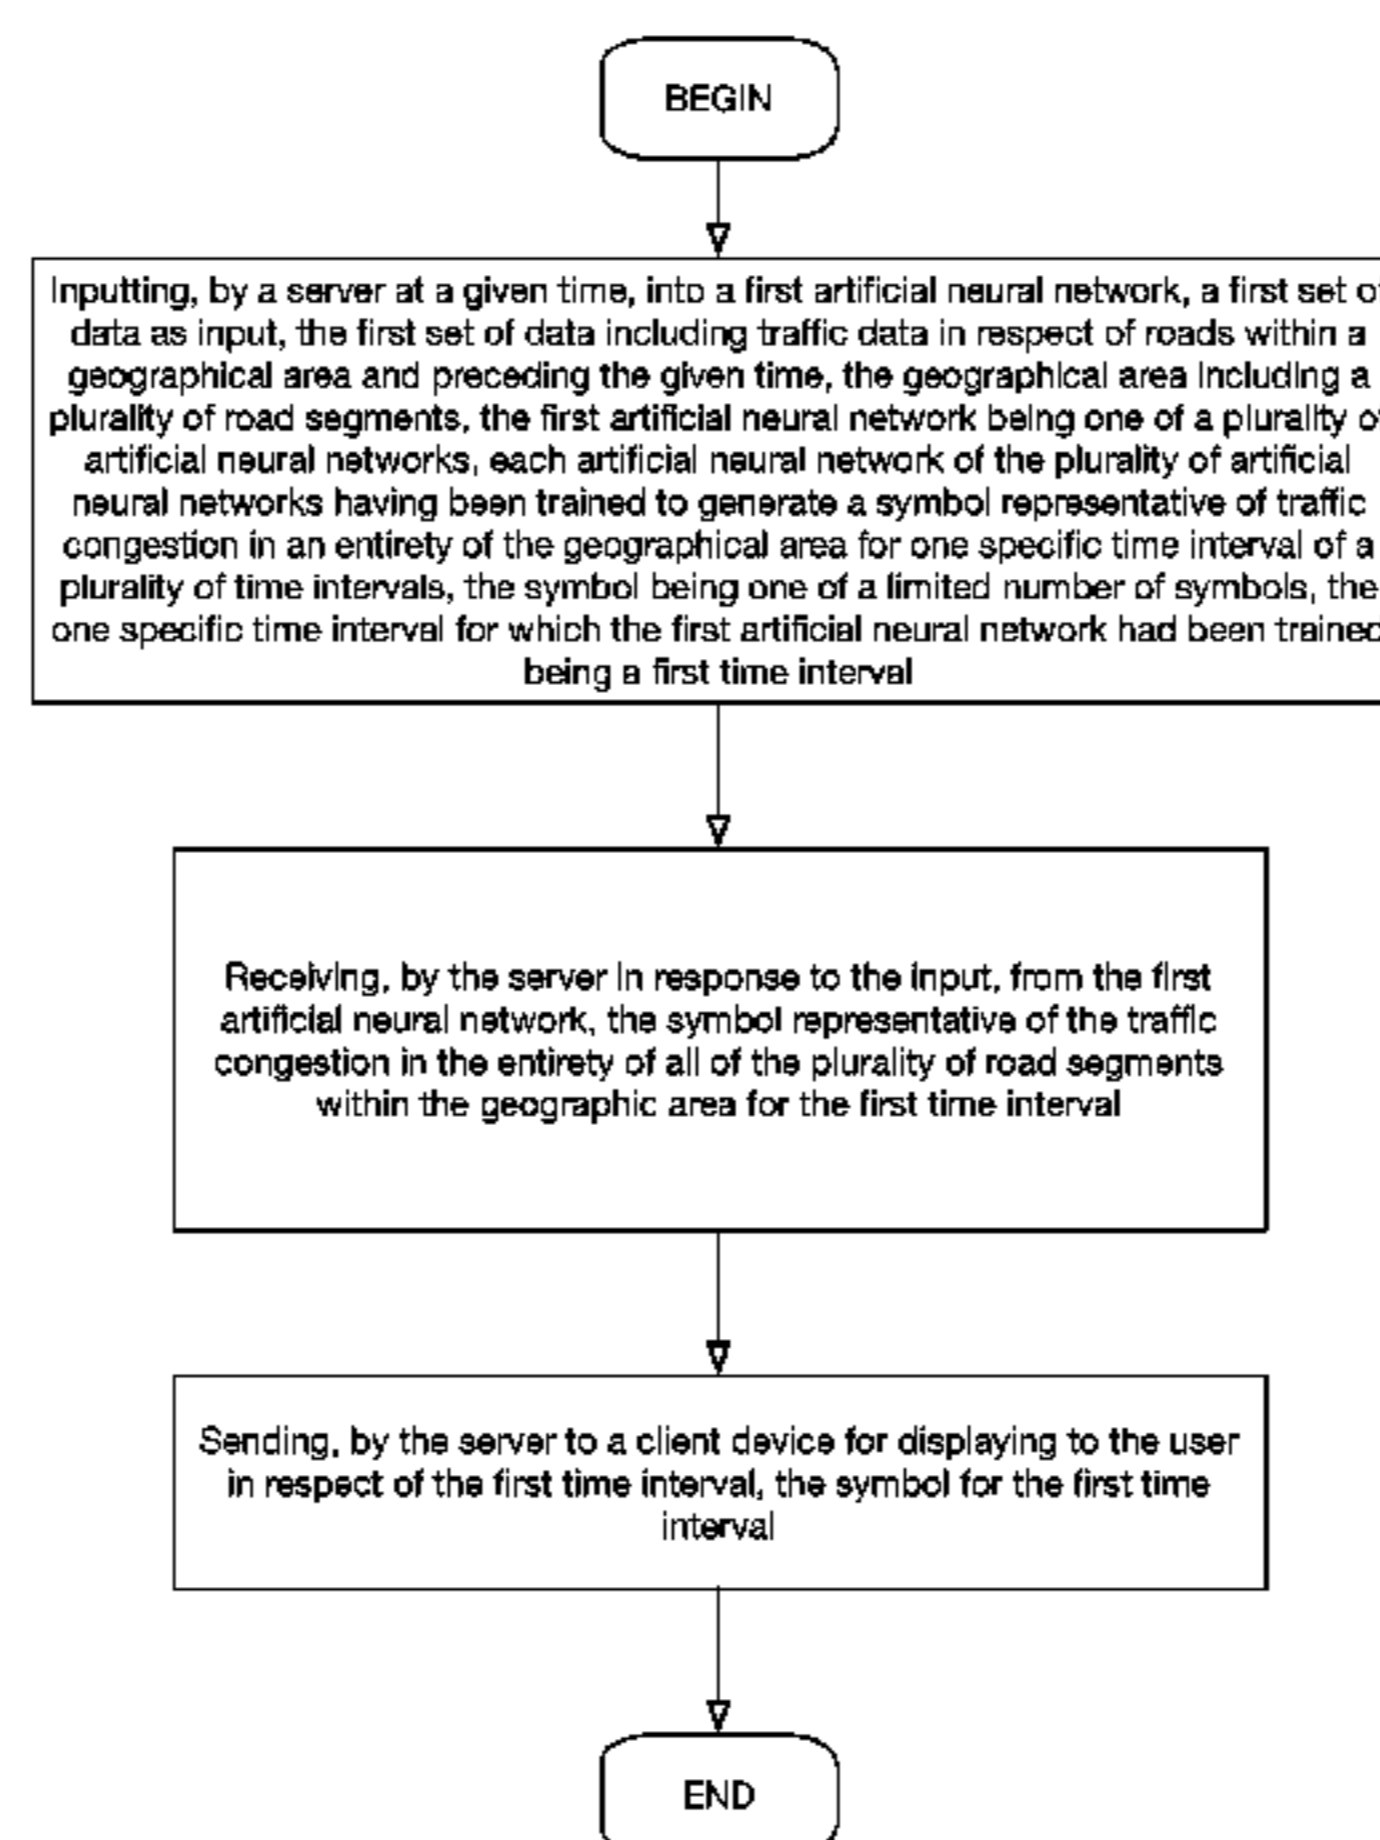 BEGIN
Inputting, by a server at a given time, into a first artificial neural network, a first set of
data as input, the first set of data including traffic data in respect of roads within a
geographical area and preceding the given time, the geographical area including a
plurality of road segments, the first artificial neural network being one of a plurality of
artificial neural networks, each artificial neural network of the plurality of artificial
neural networks having been trained to generate a symbol representative of traffic
congestion in an entirety of the geographical area for one specific time interval of a
plurality of time intervals, the symbol being one of a limited number of symbols, the
one specific time interval for which the first artificial neural network had been trained
being a first time interval
Receiving, by the server in response to the input, from the first
artificial neural network, the symbol representative of the traffic
congestion in the entirety of all of the plurality of road segments
within the geographic area for the first time interval
Sending, by the server to a client device for displaying to the user
in respect of the first time interval, the symbol for the first time
interval
END